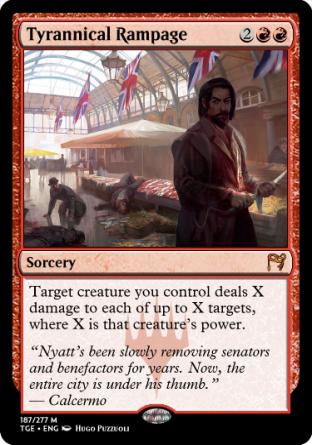 Tyrannical Rampage 2
Sorcery
Target creature you control deals X
damage to each of up to X targets,
where X is that creature's power.
"Nyatt's been slowly removing senators
and benefactors for years. Now, the
entire city is under his thumb."
— Calcermo
187/277 M
TGE • ENG Hugo Puzzuoli